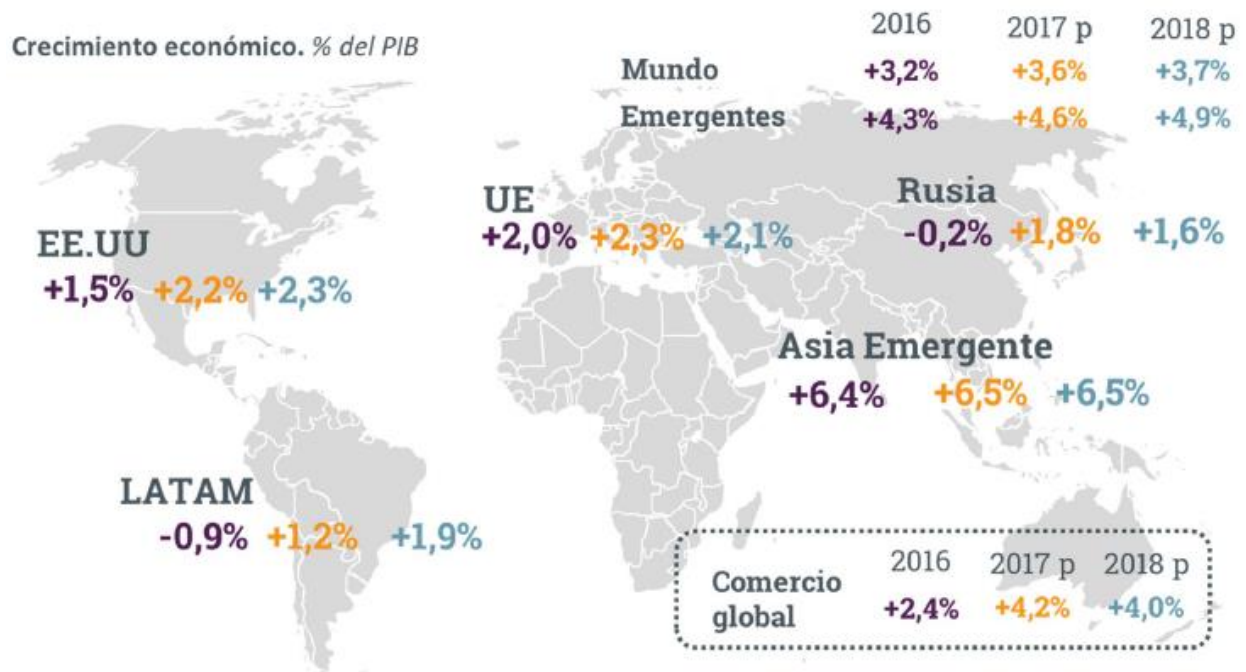 Crecimiento económico. % del PIB
2016 2017 p 2018 p
Mundo +3,2% +3,6% +3,7%
Emergentes +4,3% +4,6% +4,9%
UE
+2,0% +2,3% +2,1%
Rusia
-0,2% +1,8% +1,6%
EE.UU
+1,5% +2,2% +2,3%
Asia Emergente
+6,4% +6,5% +6,5%
LATAM
-0,9% +1,2% +1,9%
2016 2017 p 2018 p
Comercio
global +2,4% +4,2% +4,0%